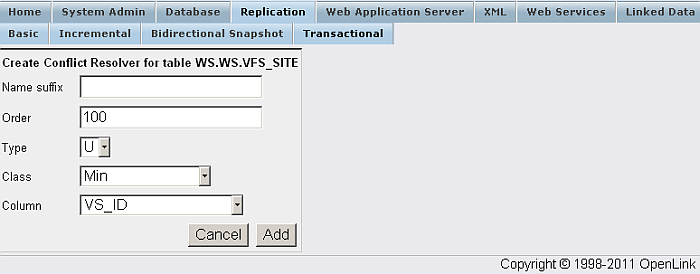 Home System Admin Database Replication Web Application Server XML Web Services Linked Data
Basic Incremental Bidirectional Snapshot Transactional
Create Conflict Resolver for table WS.WS.VFS_SITE
Name suffix
Order 100
Type U
Class Min
Column VS_ID
Cancel Add
Copyright © 1998-2011 OpenLink